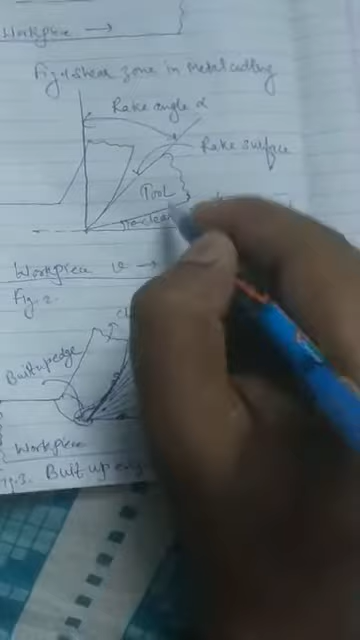 Workpiece →
Fig-1. Shear zone in Metal cutting
Rake angle α
Rake surface
Tool
Workpiece v →
Fig-2.
Built up edge
Workpiece
Fig.3. Built up